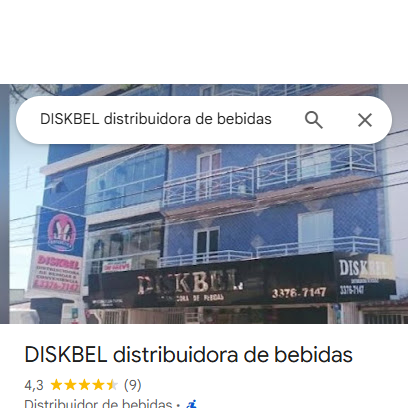 DISKBEL distribuidora de bebidas
DISKBEL
3376-7147
DISKBEL
3376-7147
DISKBEL
3376-7147
DISKBEL distribuidora de bebidas
4,3 (9)
Distribuidor de bebidas ·